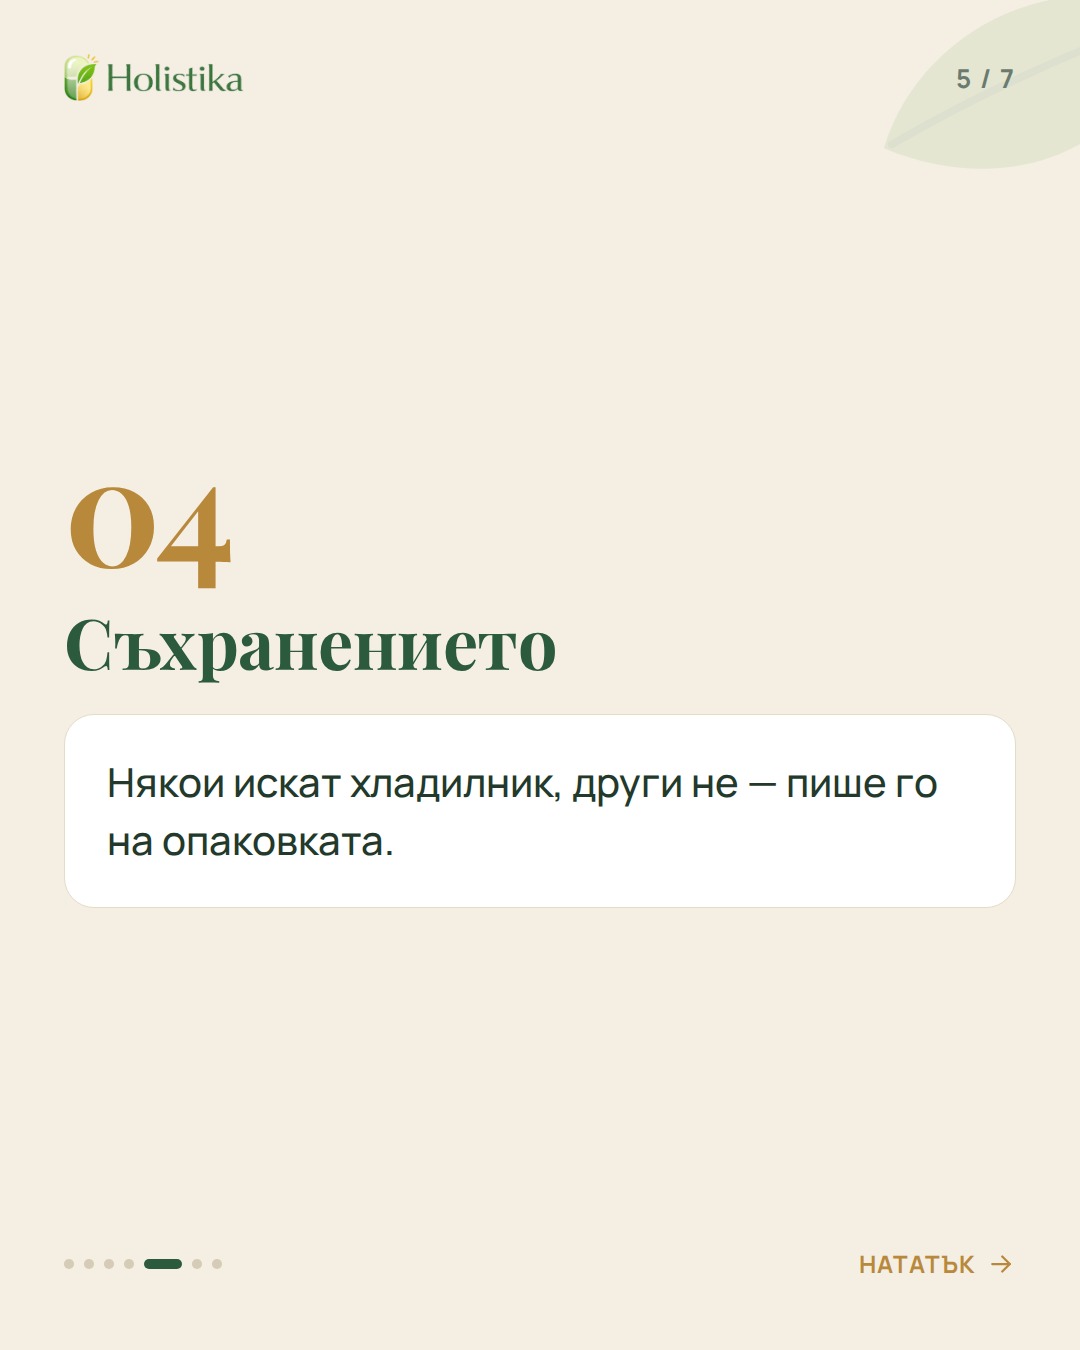 Holistika
5 / 7
04
Съхранението
Някои искат хладилник, други не — пише го
на опаковката.
НАТАТЪК →